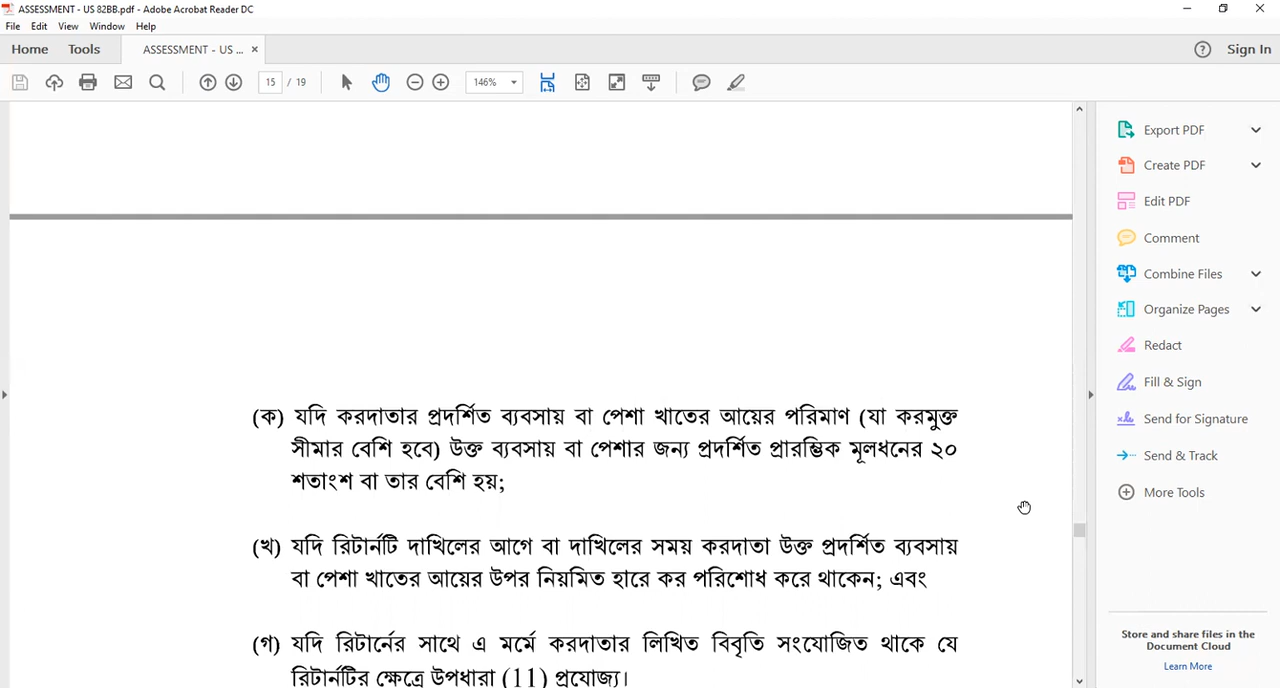 ASSESSMENT - US 82BB.pdf - Adobe Acrobat Reader DC
File Edit View Window Help
Home Tools ASSESSMENT - US ... × Sign In
15 / 19 146%
Export PDF
Create PDF
Edit PDF
Comment
Combine Files
Organize Pages
Redact
Fill & Sign
Send for Signature
Send & Track
More Tools
(ক) যদি করদাতার প্রদর্শিত ব্যবসায় বা পেশা খাতের আয়ের পরিমাণ (যা করমুক্ত
সীমার বেশি হবে) উক্ত ব্যবসায় বা পেশার জন্য প্রদর্শিত প্রারম্ভিক মূলধনের ২০
শতাংশ বা তার বেশি হয়;
(খ) যদি রিটার্নটি দাখিলের আগে বা দাখিলের সময় করদাতা উক্ত প্রদর্শিত ব্যবসায়
বা পেশা খাতের আয়ের উপর নিয়মিত হারে কর পরিশোধ করে থাকেন; এবং
(গ) যদি রিটার্নের সাথে এ মর্মে করদাতার লিখিত বিবৃতি সংযোজিত থাকে যে
রিটার্নটির ক্ষেত্রে উপধারা (11) প্রযোজ্য।
Store and share files in the
Document Cloud
Learn More